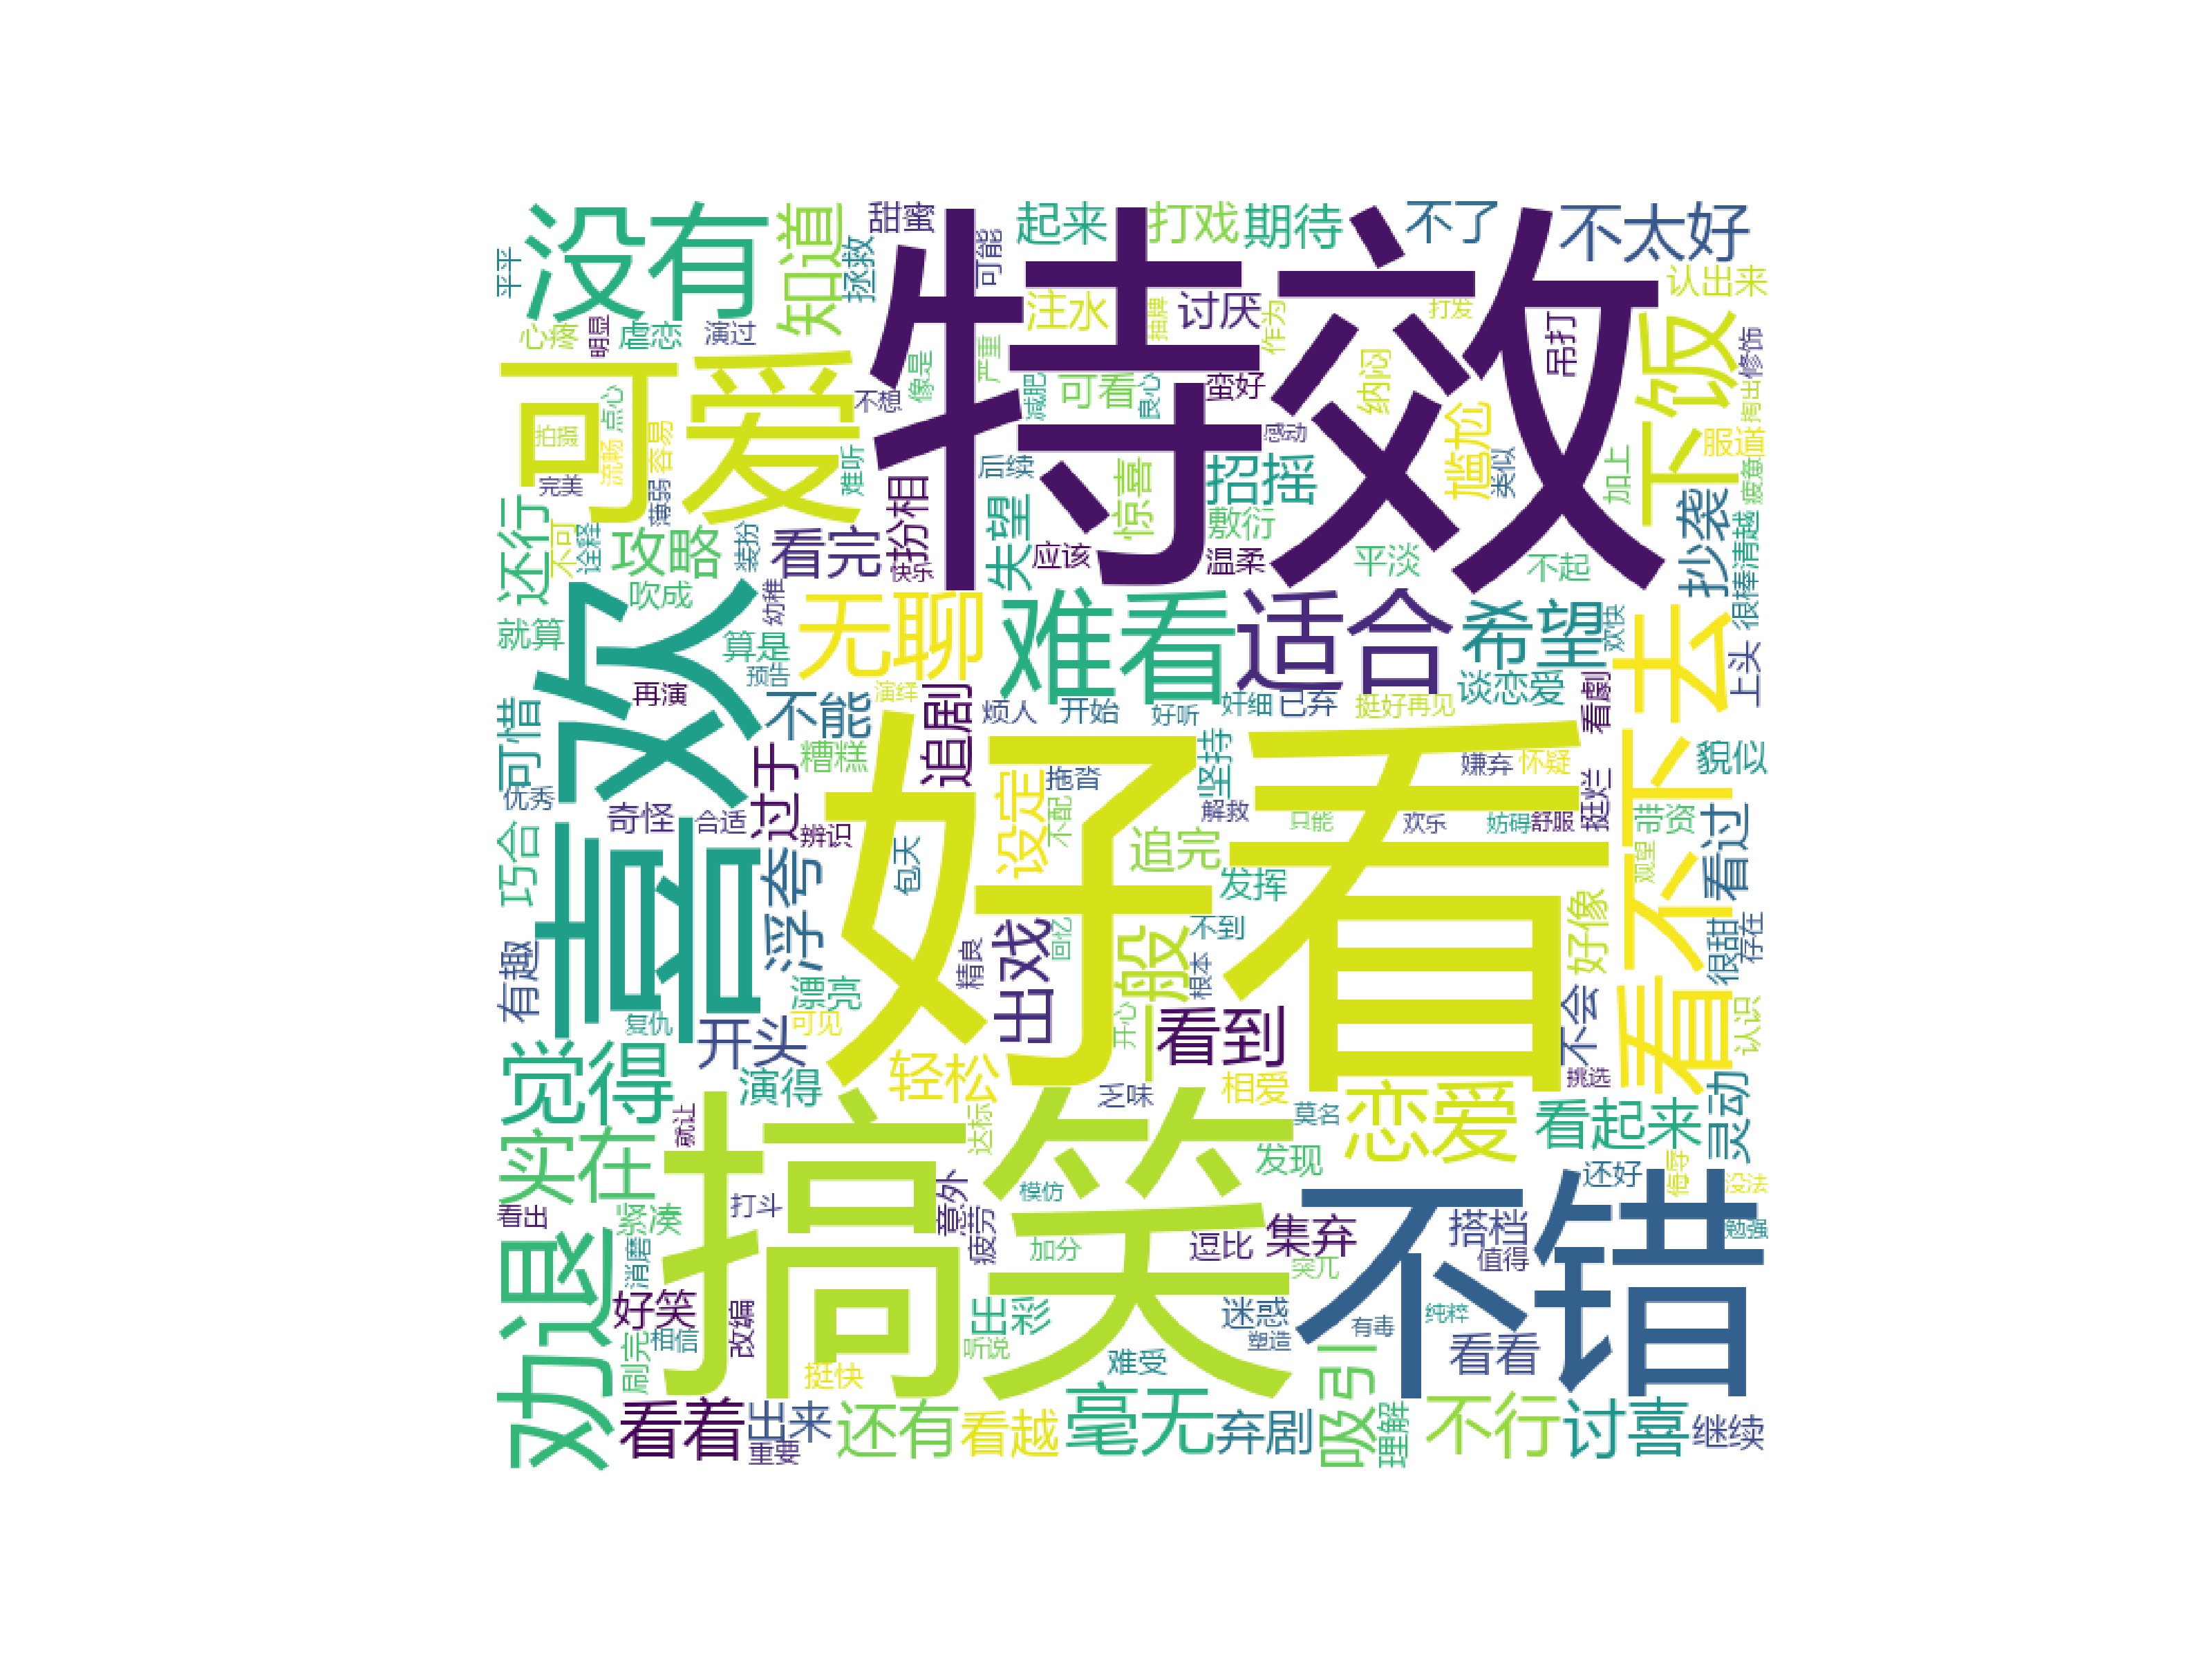 没有
知道
甜蜜
拯救
可能
起来
打戏
期待
不了
不太好
平平
特效
认出来
心疼
明显
虐恋
演过
注水
讨厌
抽牌
作为
打发
吊打
下饭
修饰
可爱
点心
不想
像是
严重
减肥
可看
良心
蛮好
纳闷
尴尬
掏出
拍摄
流畅
容易
难听
感动
类似
加上
服道
疲惫
完美
薄弱
扮相
惊喜
招摇
抄袭
清越
还行
不可
诠释
攻略
装扮
看完
快乐
失望
应该
敷衍
温柔
平淡
不起
很棒
喜欢
吹成
幼稚
无聊
难看
适合
希望
欢快
看不下去
就算
算是
预告
上头
再演
不能
演绎
追剧
烦人
开始
好听
奸细
已弃
挺好
再见
谈恋爱
看劇
可惜
过于
糟糕
好看
设定
拖沓
坚持
嫌弃
怀疑
貌似
优秀
奇怪
合适
辨识
不配
解救
只能
欢乐
妨碍
舒服
挺烂
带资
巧合
浮夸
包天
追完
发挥
观望
看过
有趣
漂亮
精良
出戏
回忆
一般
不到
根本
好像
很甜
存在
复仇
开头
可见
开心
看到
不会
认识
觉得
演得
轻松
相爱
莫名
恋爱
挑选
看起来
灵动
实在
就让
搞笑
达标
发现
还好
侮辱
没法
看出
紧凑
打斗
意外
疲劳
模仿
加分
逗比
集弃
突兀
不错
搭档
值得
勉强
劝退
消磨
好笑
改编
出彩
迷惑
塑造
有毒
纯粹
看看
刷完
相信
挺快
听说
难受
吸引
看着
出来
重要
还有
看越
毫无
弃剧
理解
不行
讨喜
继续